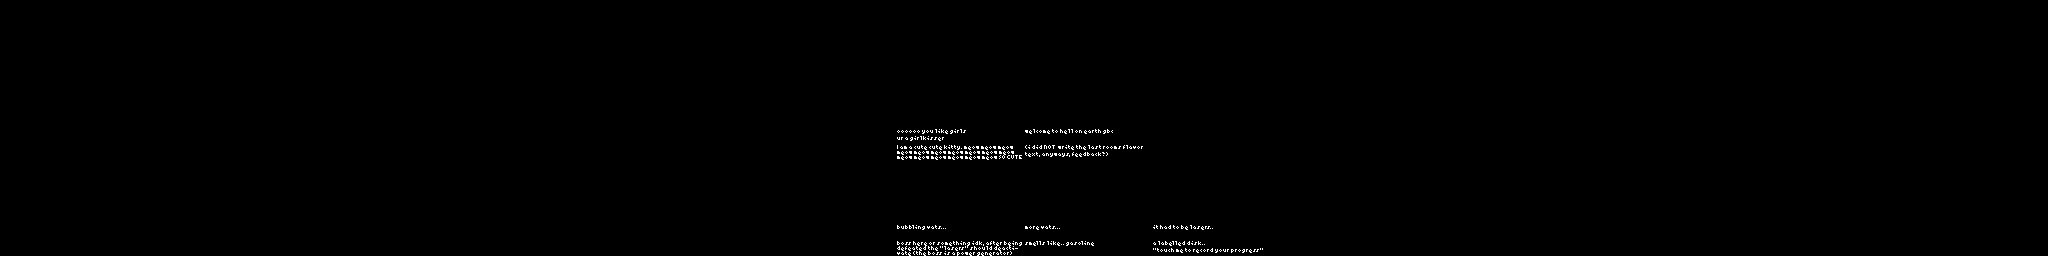 oooooo you like girls
ur a girlkisser
I am a cute cute kitty. meow meow meow
meow meow meow meow meow meow meow
meow meow meow meow meow meow SO CUTE
welcome to hell on earth gbc
(i did NOT write the last rooms flavor
text, anyways, feedback?)
bubbling vats..
boss here or something idk, after being
defeated the "lasers" should deacti-
vate (the boss is a power generator)
more vats..
smells like.. gasoline
it had to be lasers..
a labelled disk..
"touch me to record your progress"